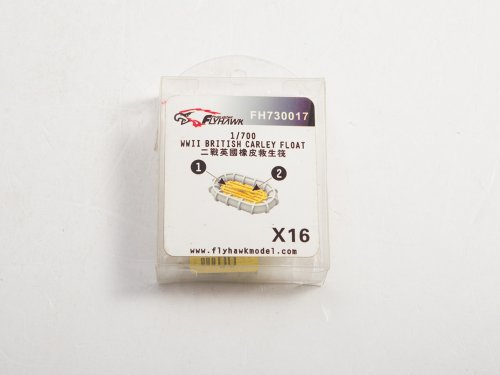 FLYHAWK FH730017
1/700
WWII BRITISH CARLEY FLOAT
二戰英國橡皮救生筏
1 2
X16
www.flyhawkmodel.com